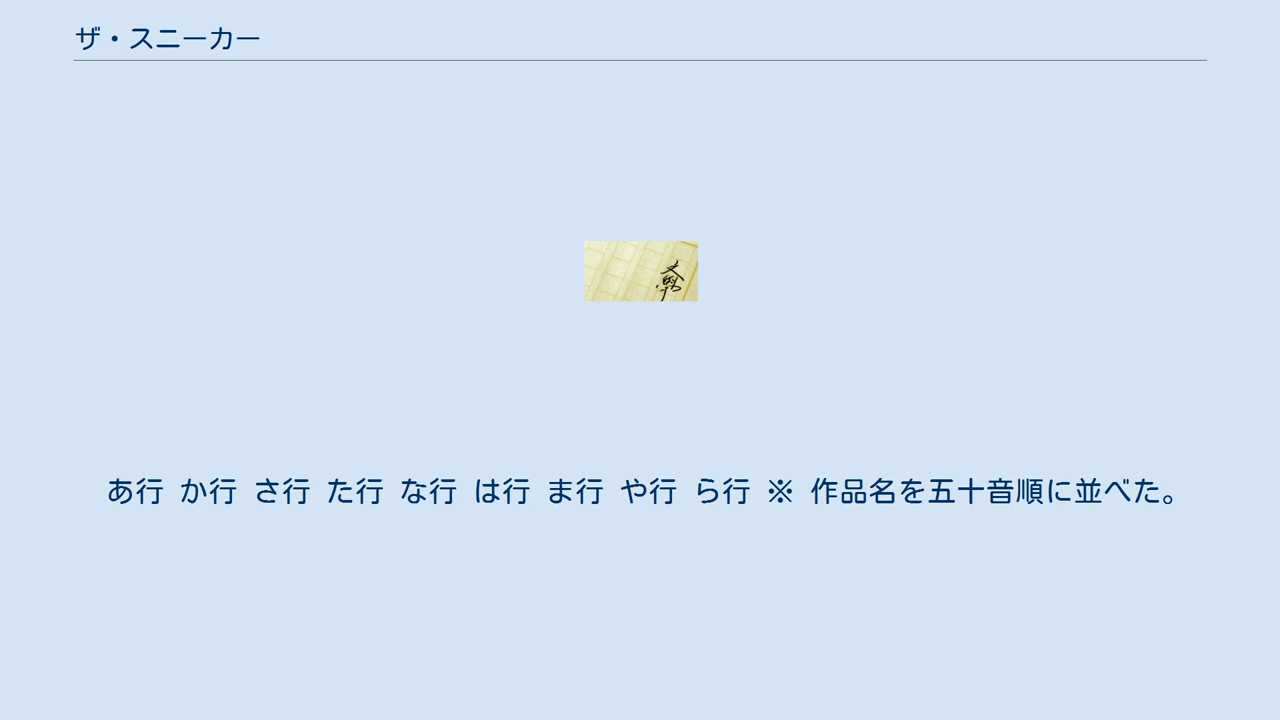 ザ・スニーカー
あ行 か行 さ行 た行 な行 は行 ま行 や行 ら行 ※ 作品名を五十音順に並べた。